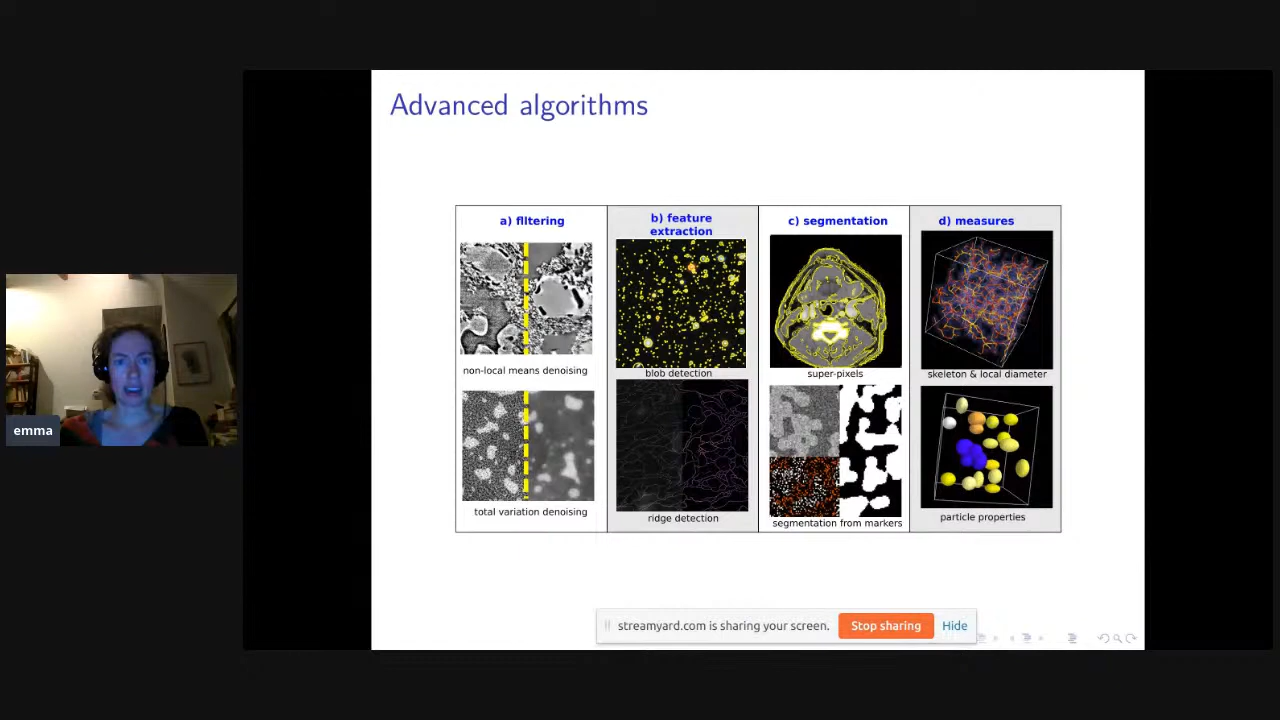 Advanced algorithms
a) filtering
b) feature
extraction
c) segmentation
d) measures
non-local means denoising
blob detection
super-pixels
skeleton & local diameter
total variation denoising
ridge detection
segmentation from markers
particle properties
emma
streamyard.com is sharing your screen.
Stop sharing
Hide